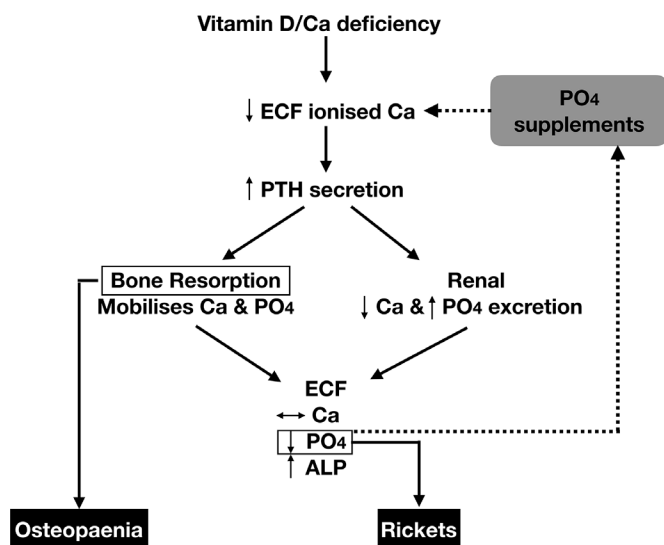 Vitamin D/Ca deficiency
↓ ECF ionised Ca
PO4
supplements
↑ PTH secretion
Bone Resorption
Mobilises Ca & PO4
Renal
↓ Ca & ↑ PO4 excretion
ECF
↔ Ca
↓ PO4
↑ ALP
Osteopaenia
Rickets